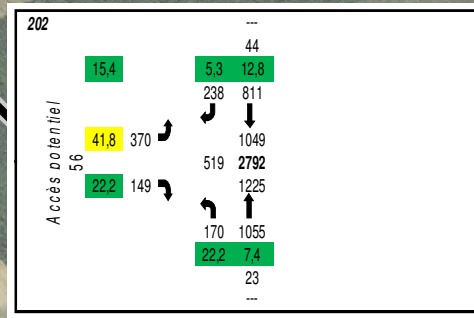 202 ---
44
15,4 5,3 12,8
238 811
41,8 370 1049
519 2792
22,2 149 1225
170 1055
22,2 7,4
23
---
Accès potentiel
56